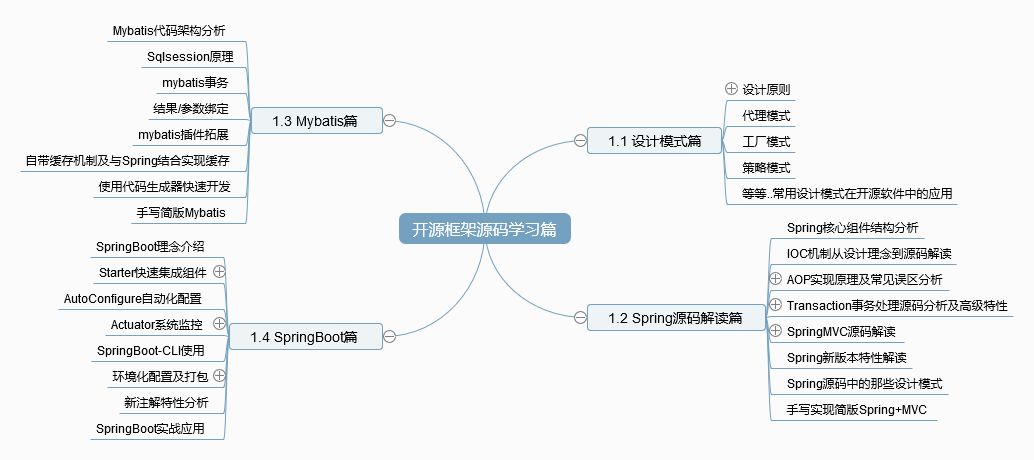 开源框架源码学习篇
1.1 设计模式篇
设计原则
代理模式
工厂模式
策略模式
等等..常用设计模式在开源软件中的应用
1.2 Spring源码解读篇
Spring核心组件结构分析
IOC机制从设计理念到源码解读
AOP实现原理及常见误区分析
Transaction事务处理源码分析及高级特性
SpringMVC源码解读
Spring新版本特性解读
Spring源码中的那些设计模式
手写实现简版Spring+MVC
1.3 Mybatis篇
Mybatis代码架构分析
Sqlsession原理
mybatis事务
结果/参数绑定
mybatis插件拓展
自带缓存机制及与Spring结合实现缓存
使用代码生成器快速开发
手写简版Mybatis
1.4 SpringBoot篇
SpringBoot理念介绍
Starter快速集成组件
AutoConfigure自动化配置
Actuator系统监控
SpringBoot-CLI使用
环境化配置及打包
新注解特性分析
SpringBoot实战应用